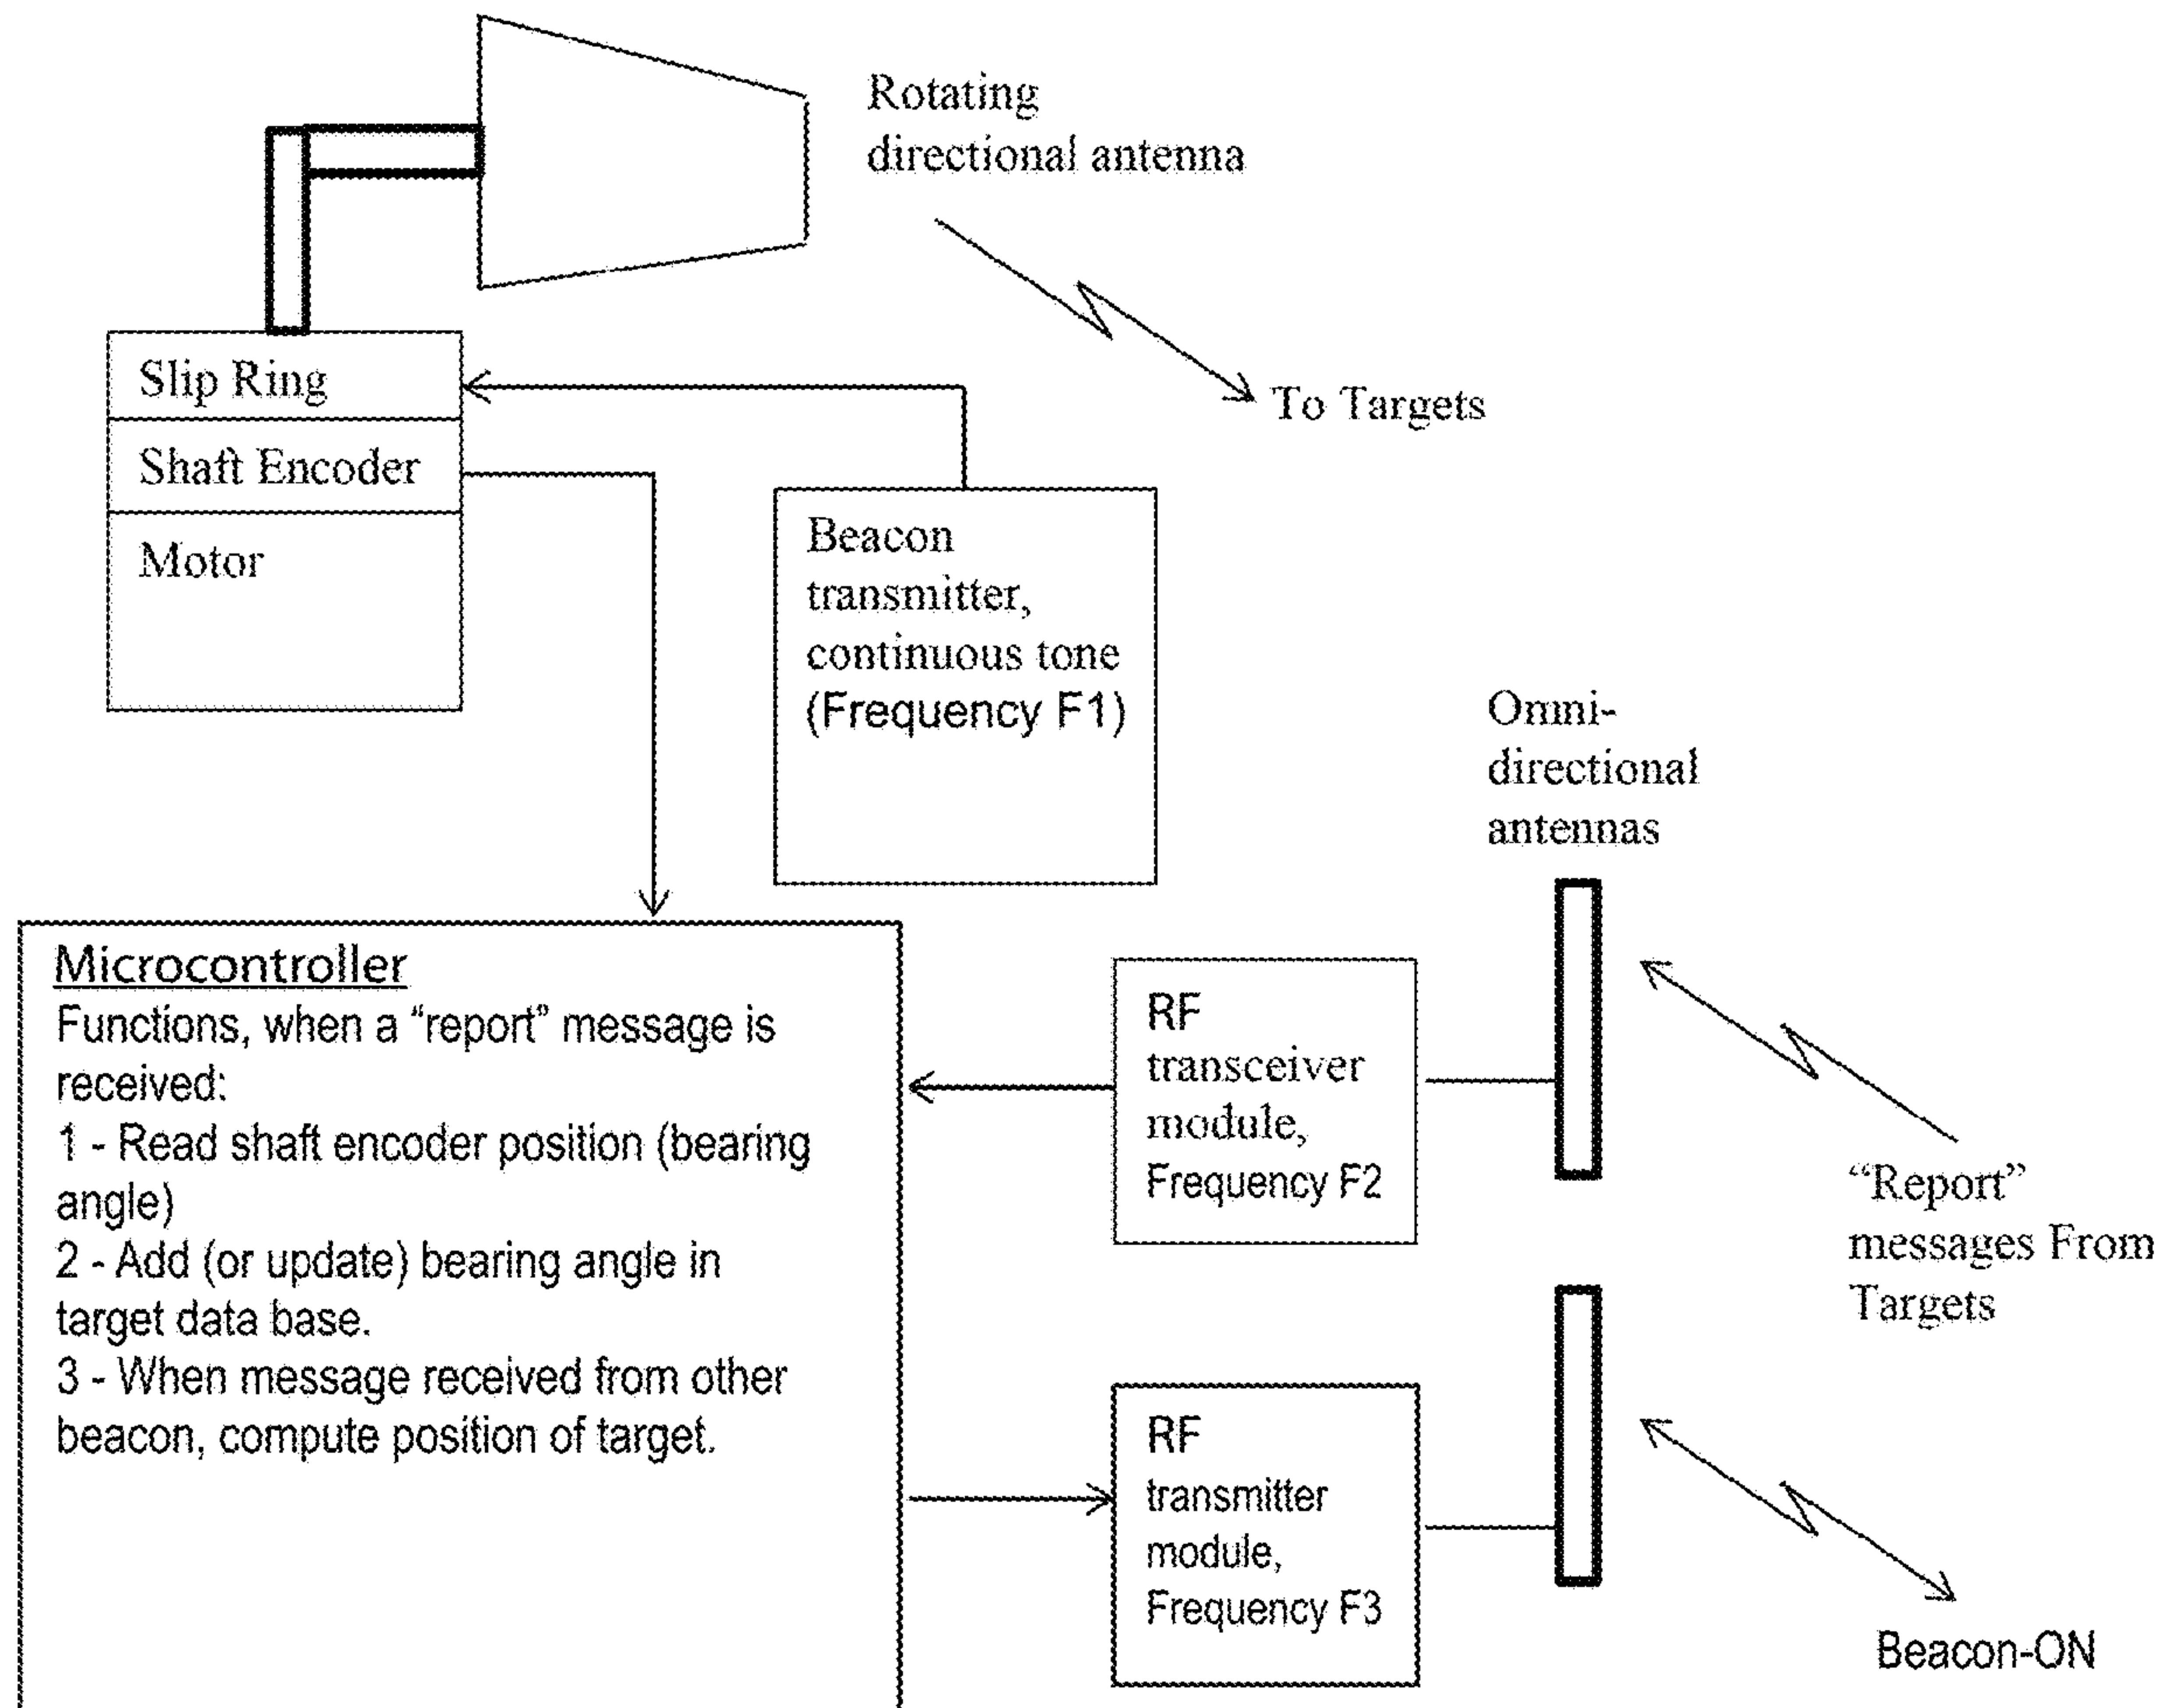 Rotating
directional antenna
To Targets
Slip Ring
Shaft Encoder
Motor
Beacon
transmitter,
continuous tone
(Frequency F1)
Omni-
directional
antennas
Microcontroller
Functions, when a “report” message is
received:
1 - Read shaft encoder position (bearing
angle)
2 - Add (or update) bearing angle in
target data base.
3 - When message received from other
beacon, compute position of target.
RF
transceiver
module,
Frequency F2
“Report”
messages From
Targets
RF
transmitter
module,
Frequency F3
Beacon-ON